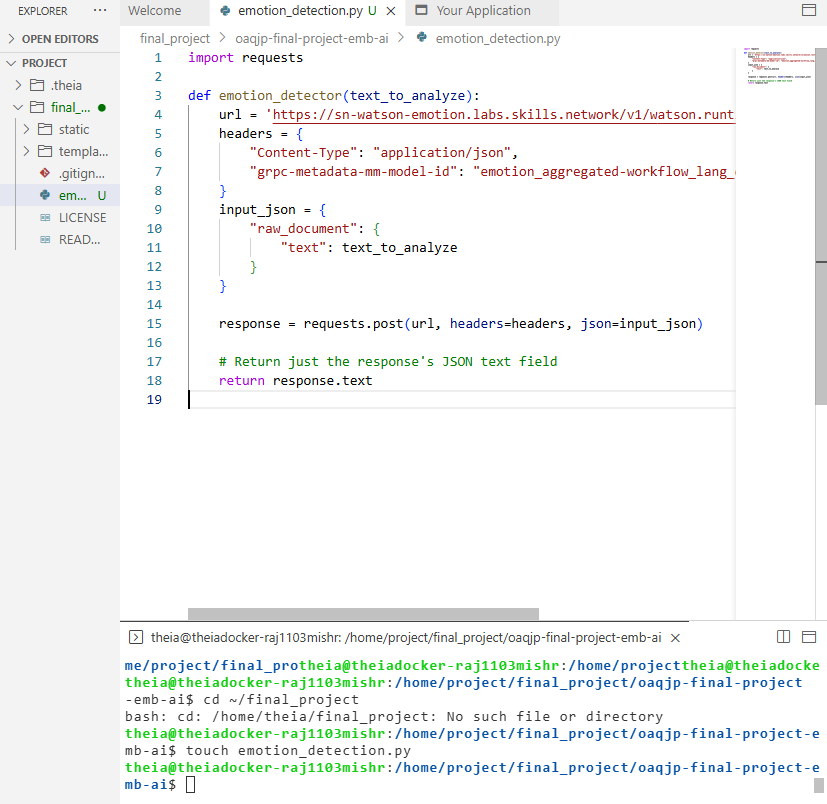 EXPLORER ···
Welcome
emotion_detection.py U
Your Application
OPEN EDITORS
final_project > oaqjp-final-project-emb-ai > emotion_detection.py
PROJECT
.theia
final_...
static
templa...
.gitign...
em... U
LICENSE
READ...
1 import requests
2
3 def emotion_detector(text_to_analyze):
4 url = 'https://sn-watson-emotion.labs.skills.network/v1/watson.runt
5 headers = {
6 "Content-Type": "application/json",
7 "grpc-metadata-mm-model-id": "emotion_aggregated-workflow_lang_
8 }
9 input_json = {
10 "raw_document": {
11 "text": text_to_analyze
12 }
13 }
14
15 response = requests.post(url, headers=headers, json=input_json)
16
17 # Return just the response's JSON text field
18 return response.text
19
theia@theiadocker-raj1103mishr: /home/project/final_project/oaqjp-final-project-emb-ai
me/project/final_protheia@theiadocker-raj1103mishr:/home/projecttheia@theiadocke
theia@theiadocker-raj1103mishr:/home/project/final_project/oaqjp-final-project
-emb-ai$ cd ~/final_project
bash: cd: /home/theia/final_project: No such file or directory
theia@theiadocker-raj1103mishr:/home/project/final_project/oaqjp-final-project-e
mb-ai$ touch emotion_detection.py
theia@theiadocker-raj1103mishr:/home/project/final_project/oaqjp-final-project-e
mb-ai$